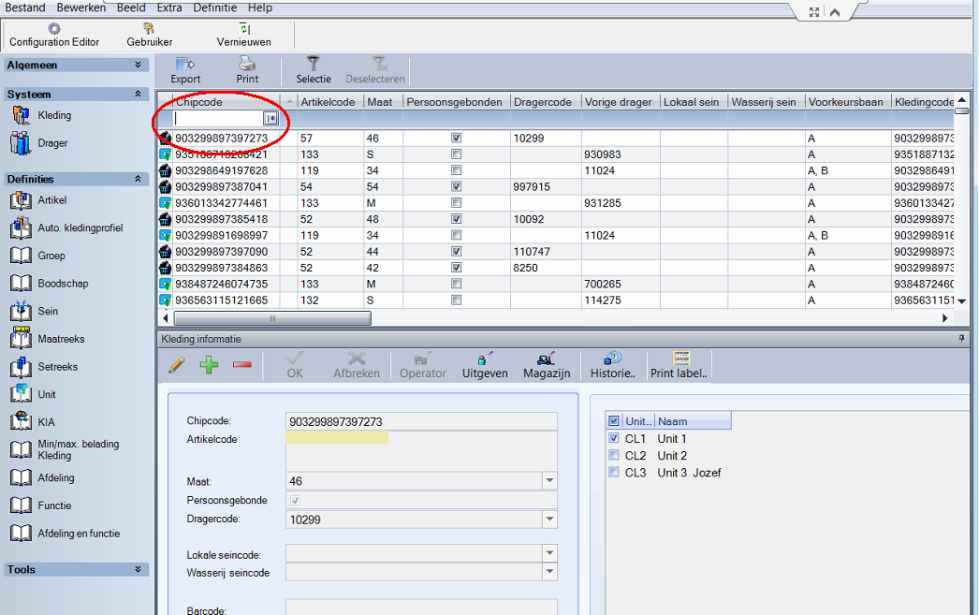 Bestand Bewerken Beeld Extra Definitie Help
Configuration Editor Gebruiker Vernieuwen
Algemeen
Systeem
Kleding
Drager
Definities
Artikel
Auto. kledingprofiel
Groep
Boodschap
Sein
Maatreeks
Setreeks
Unit
KIA
Min/max. belading
Kleding
Afdeling
Functie
Afdeling en functie
Tools
Export Print Selectie Deselecteren
Chipcode Artikelcode Maat Persoonsgebonden Dragercode Vorige drager Lokaal sein Wasserij sein Voorkeursbaan Kledingcode
903299897397273 57 46 10299 A 9032998973
935188713206421 133 S 930983 A 9351887132
903298649197628 119 34 11024 A, B 9032986491
903299897387041 54 54 997915 A 9032998973
936013342774461 133 M 931285 A 9360133427
903299897385418 52 48 10092 A 9032998973
903299891698997 119 34 11024 A, B 9032998916
903299897397090 52 44 110747 A 9032998973
903299897384863 52 42 8250 A 9032998973
938487246074735 133 M 700265 A 9384872460
936563115121665 132 S 114275 A 9365631151
Kleding informatie
OK Afbreken Operator Uitgeven Magazijn Historie.. Print label..
Chipcode: 903299897397273
Artikelcode
Maat: 46
Persoonsgebonde
Dragercode: 10299
Lokale seincode:
Wasserij seincode
Barcode:
Unit... Naam
CL1 Unit 1
CL2 Unit 2
CL3 Unit 3 Jozef